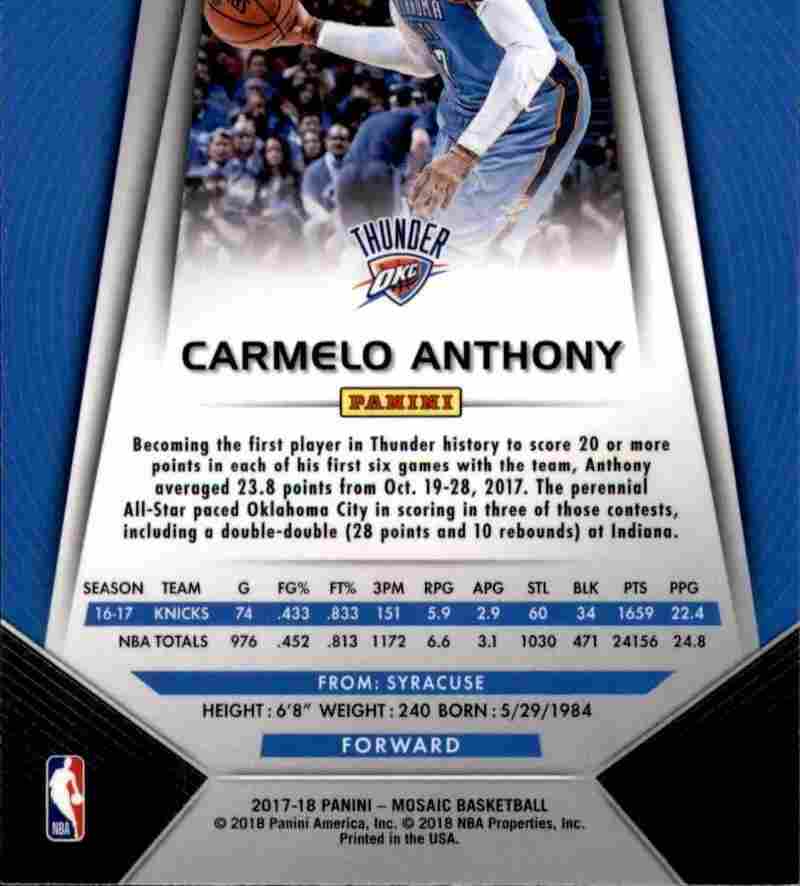 THUNDER
OKC
CARMELO ANTHONY
PANINI
Becoming the first player in Thunder history to score 20 or more
points in each of his first six games with the team, Anthony
averaged 23.8 points from Oct. 19-28, 2017. The perennial
All-Star paced Oklahoma City in scoring in three of those contests,
including a double-double (28 points and 10 rebounds) at Indiana.
SEASON TEAM G FG% FT% 3PM RPG APG STL BLK PTS PPG
16-17 KNICKS 74 .433 .833 151 5.9 2.9 60 34 1659 22.4
NBA TOTALS 976 .452 .813 1172 6.6 3.1 1030 471 24156 24.8
FROM: SYRACUSE
HEIGHT: 6'8" WEIGHT: 240 BORN: 5/29/1984
FORWARD
NBA
2017-18 PANINI – MOSAIC BASKETBALL
© 2018 Panini America, Inc. © 2018 NBA Properties, Inc.
Printed in the USA.